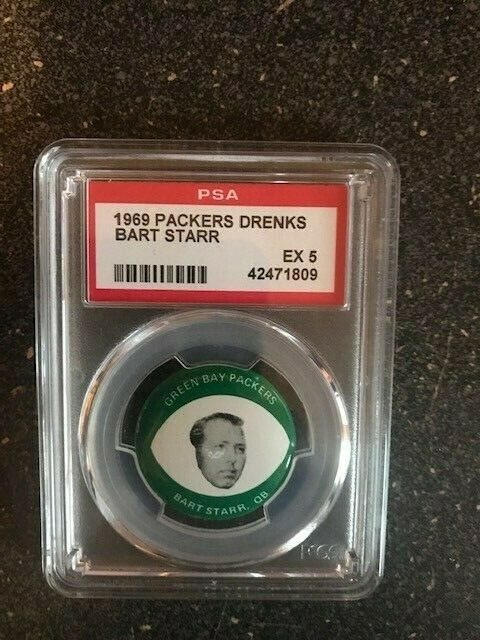 PSA
1969 PACKERS DRENKS
BART STARR
EX 5
42471809
GREEN BAY PACKERS
BART STARR, QB